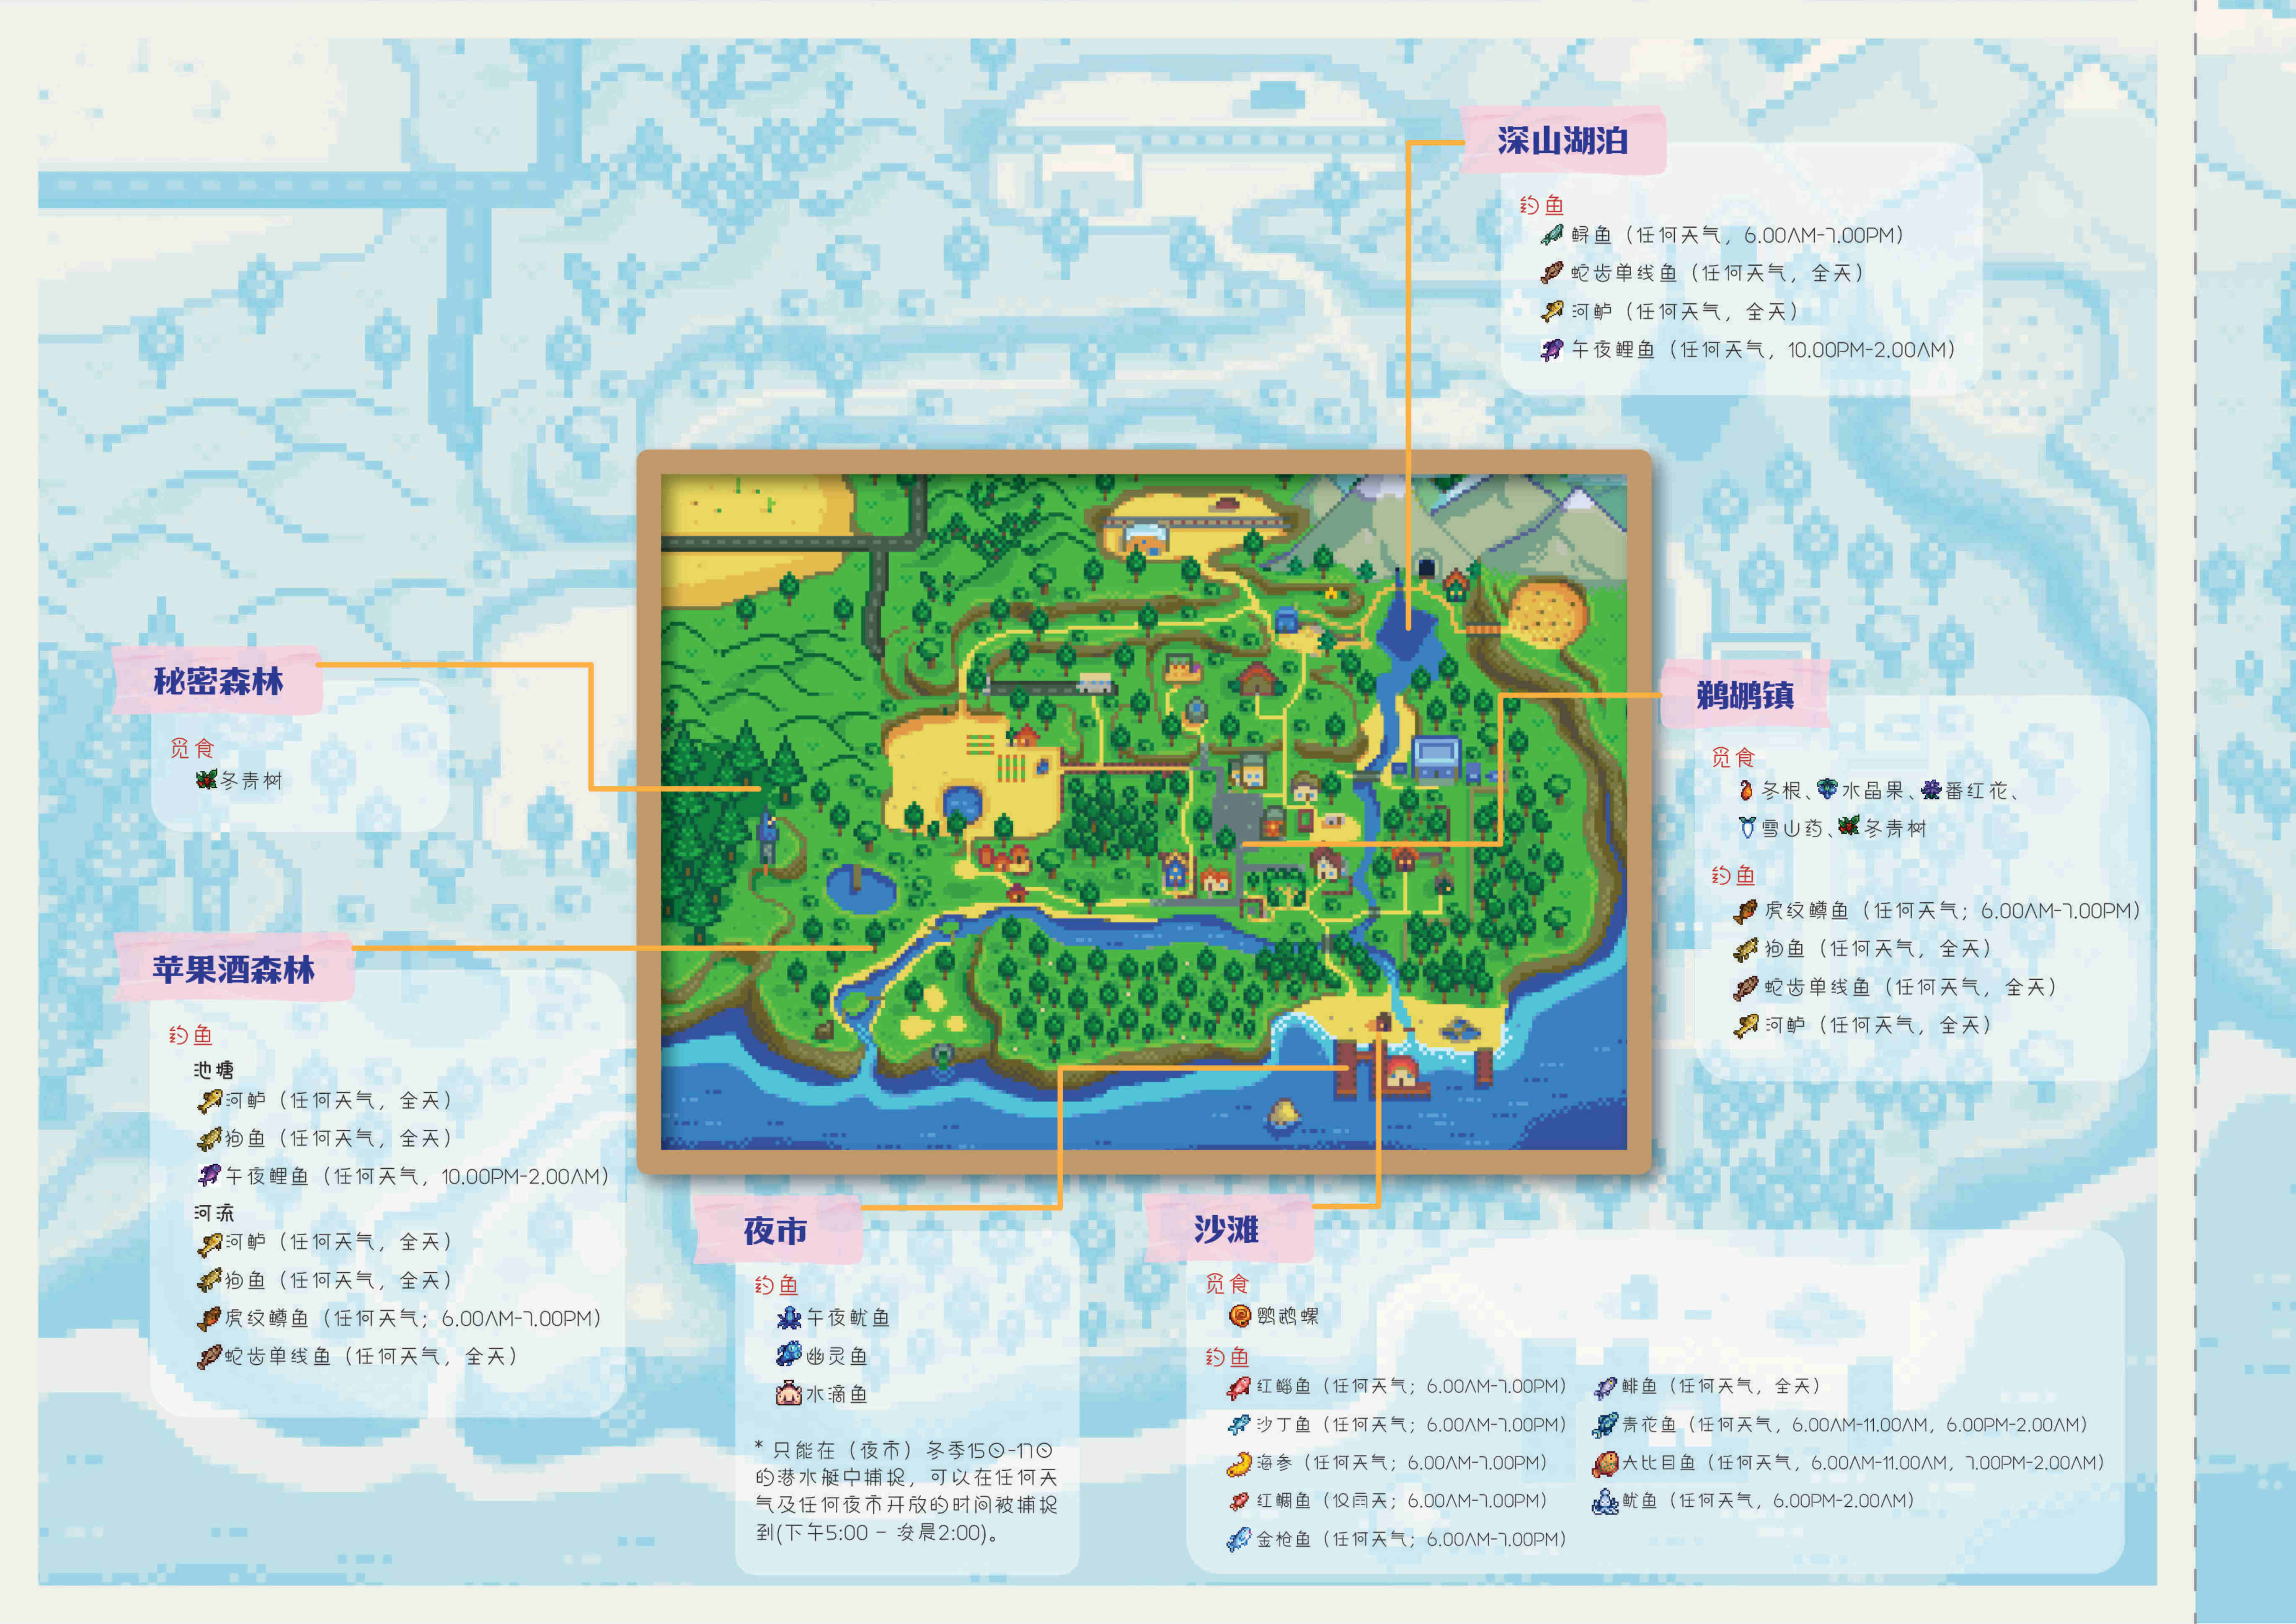 深山湖泊
钓鱼
鲟鱼（任何天气，6.00AM-7.00PM）
蛇齿单线鱼（任何天气，全天）
河鲈（任何天气，全天）
午夜鲤鱼（任何天气，10.00PM-2.00AM）
秘密森林
觅食
冬青树
鹈鹕镇
觅食
冬根、水晶果、番红花、
雪山药、冬青树
钓鱼
虎纹鳟鱼（任何天气；6.00AM-7.00PM）
狗鱼（任何天气，全天）
蛇齿单线鱼（任何天气，全天）
河鲈（任何天气，全天）
苹果酒森林
钓鱼
池塘
河鲈（任何天气，全天）
狗鱼（任何天气，全天）
午夜鲤鱼（任何天气，10.00PM-2.00AM）
河流
河鲈（任何天气，全天）
狗鱼（任何天气，全天）
虎纹鳟鱼（任何天气；6.00AM-7.00PM）
蛇齿单线鱼（任何天气，全天）
夜市
钓鱼
午夜鱿鱼
幽灵鱼
水滴鱼
* 只能在（夜市）冬季15日-17日
的潜水艇中捕捉，可以在任何天
气及任何夜市开放的时间被捕捉
到(下午5:00 - 凌晨2:00)。
沙滩
觅食
鹦鹉螺
钓鱼
红鲻鱼（任何天气；6.00AM-7.00PM）
沙丁鱼（任何天气；6.00AM-7.00PM）
海参（任何天气；6.00AM-7.00PM）
红鲷鱼（仅雨天；6.00AM-7.00PM）
金枪鱼（任何天气；6.00AM-7.00PM）
鲱鱼（任何天气，全天）
青花鱼（任何天气，6.00AM-11.00AM，6.00PM-2.00AM）
大比目鱼（任何天气，6.00AM-11.00AM，7.00PM-2.00AM）
鱿鱼（任何天气，6.00PM-2.00AM）